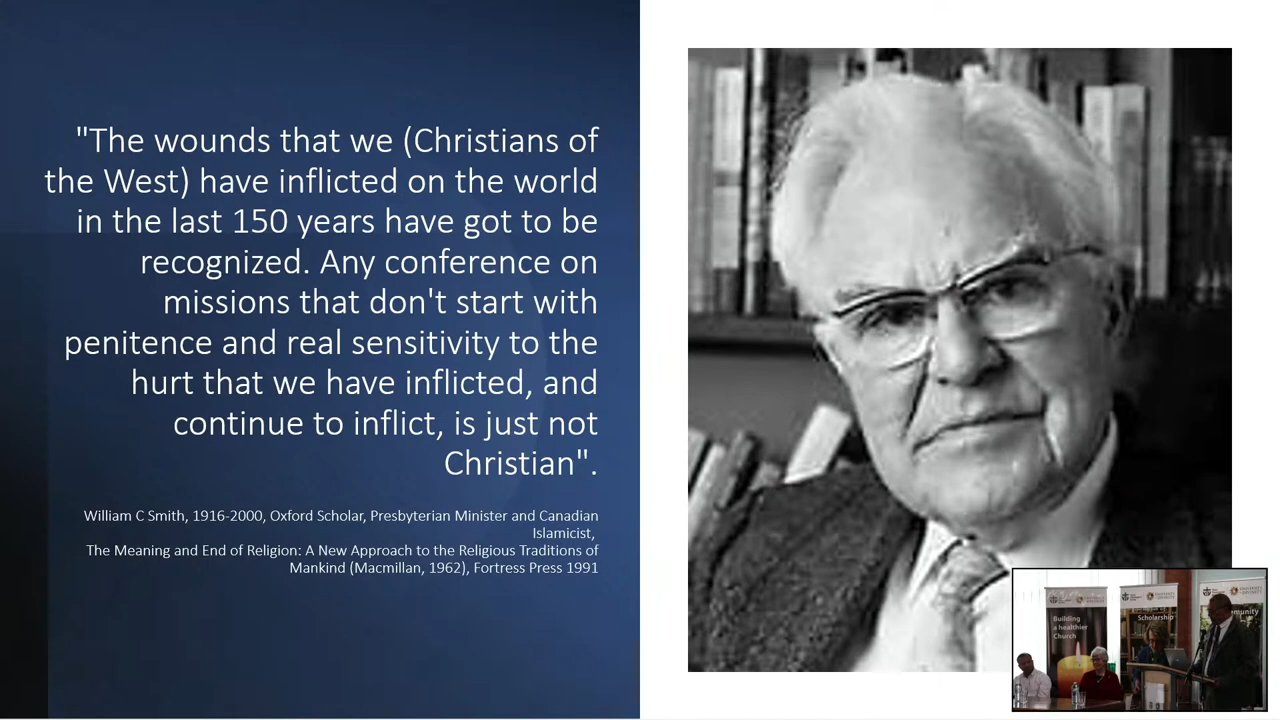 "The wounds that we (Christians of
the West) have inflicted on the world
in the last 150 years have got to be
recognized. Any conference on
missions that don't start with
penitence and real sensitivity to the
hurt that we have inflicted, and
continue to inflict, is just not
Christian".
William C Smith, 1916-2000, Oxford Scholar, Presbyterian Minister and Canadian
Islamicist,
The Meaning and End of Religion: A New Approach to the Religious Traditions of
Mankind (Macmillan, 1962), Fortress Press 1991
Building
a healthier
Church
Scholarship